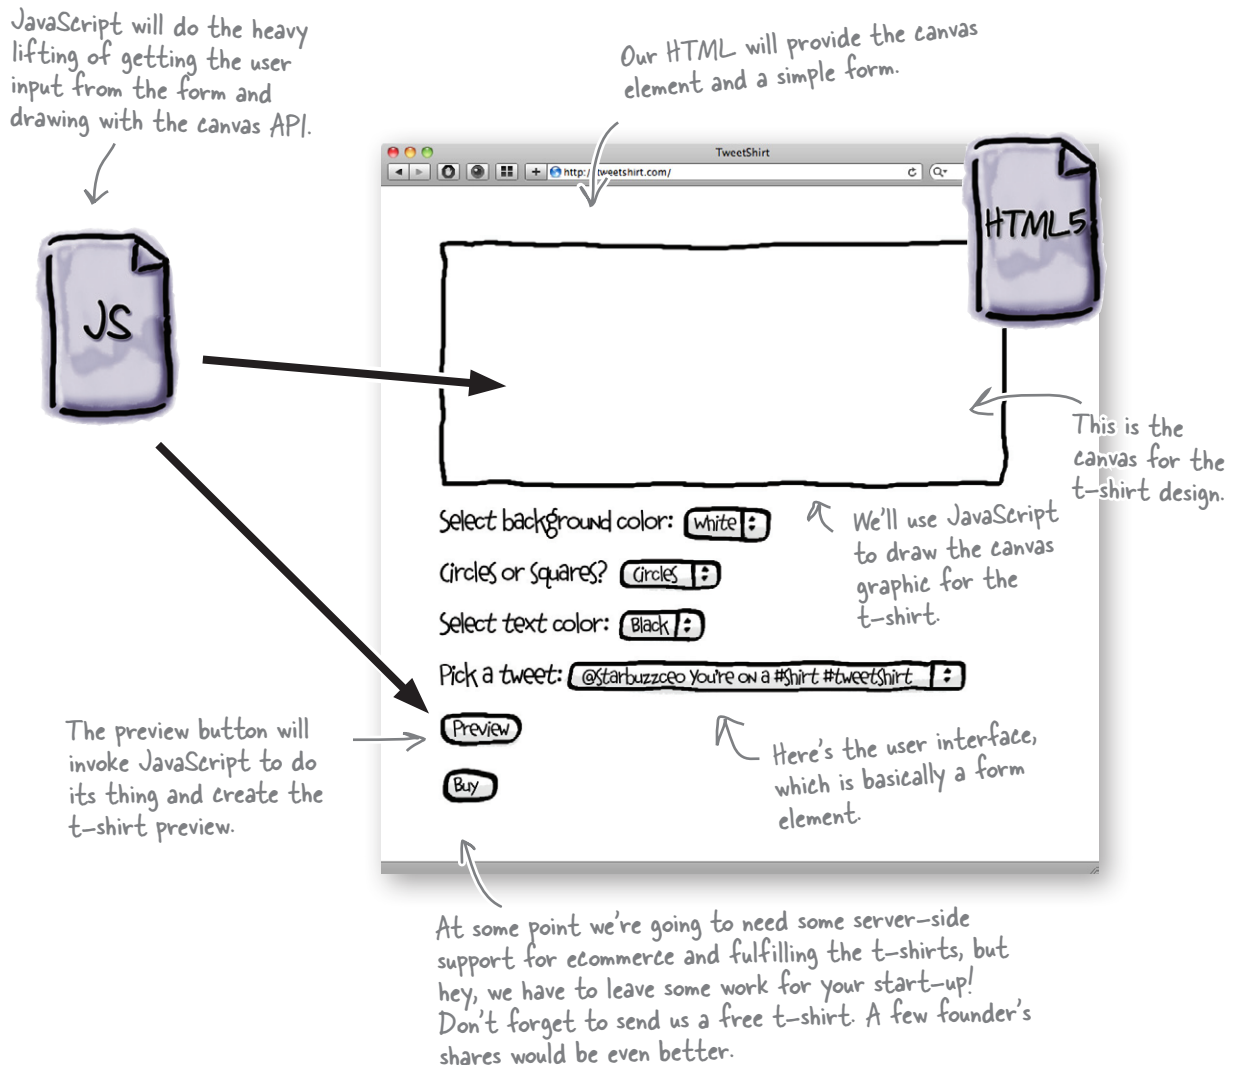 JavaScript will do the heavy
lifting of getting the user
input from the form and
drawing with the canvas API.
Our HTML will provide the canvas
element and a simple form.
TweetShirt
http://tweetshirt.com/
HTML5
JS
This is the
canvas for the
t-shirt design.
Select background color: White
Circles or squares? Circles
Select text color: Black
Pick a tweet: @starbuzzceo You're on a #shirt #tweetshirt
Preview
Buy
We'll use JavaScript
to draw the canvas
graphic for the
t-shirt.
The preview button will
invoke JavaScript to do
its thing and create the
t-shirt preview.
Here's the user interface,
which is basically a form
element.
At some point we're going to need some server-side
support for ecommerce and fulfilling the t-shirts, but
hey, we have to leave some work for your start-up!
Don't forget to send us a free t-shirt. A few founder's
shares would be even better.